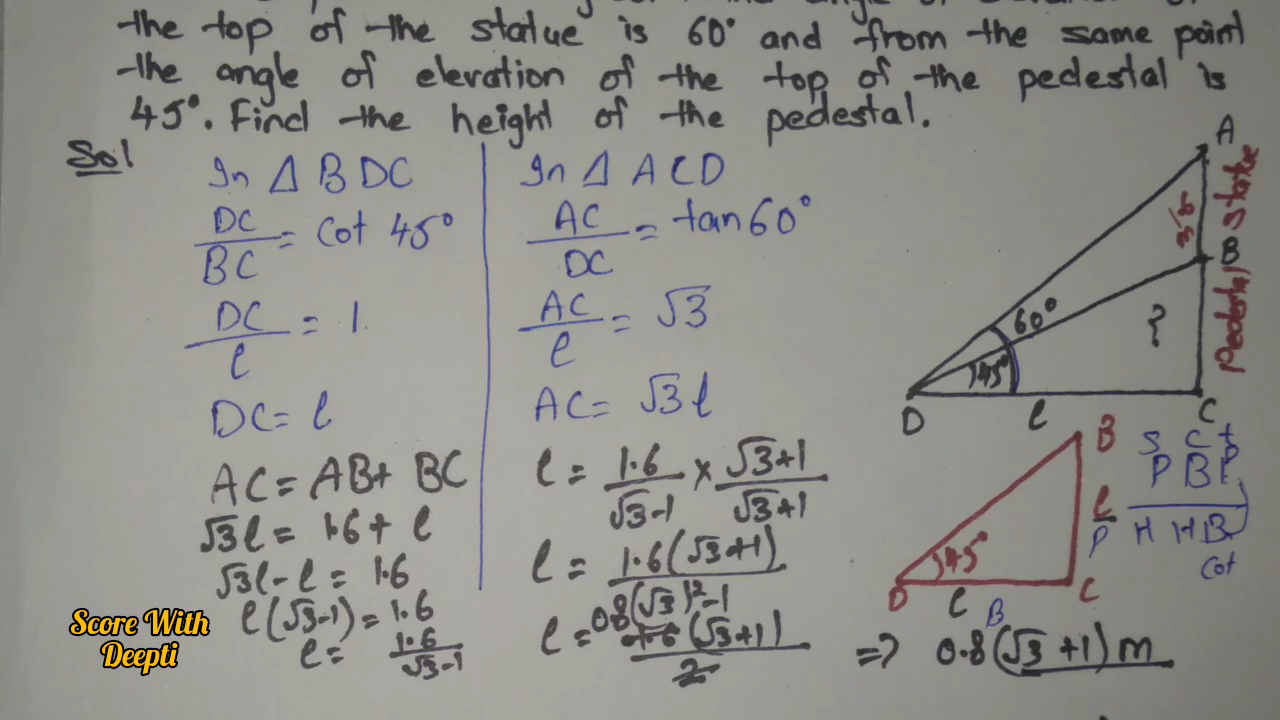 the top of the statue is 60° and from the same point
the angle of elevation of the top of the pedestal is
45°. Find the height of the pedestal.
Sol
In Δ BDC
DC/BC = cot 45°
DC/l = 1
DC = l
AC = AB + BC
√3l = 1.6 + l
√3l - l = 1.6
l(√3-1) = 1.6
l = 1.6/√3-1
In Δ ACD
AC/DC = tan 60°
AC/l = √3
AC = √3l
l = 1.6/√3-1 × √3+1/√3+1
l = 1.6(√3+1)/(√3)²-1
l = 0.8 1.6 (√3+1)/2
=> 0.8(√3+1) m
A
Statue
1.6
B
Pedestal
60°
?
45°
D
l
C
B
l
P
45°
D
l
B
C
S C t
P B P
H H B
cot
Score With
Deepti